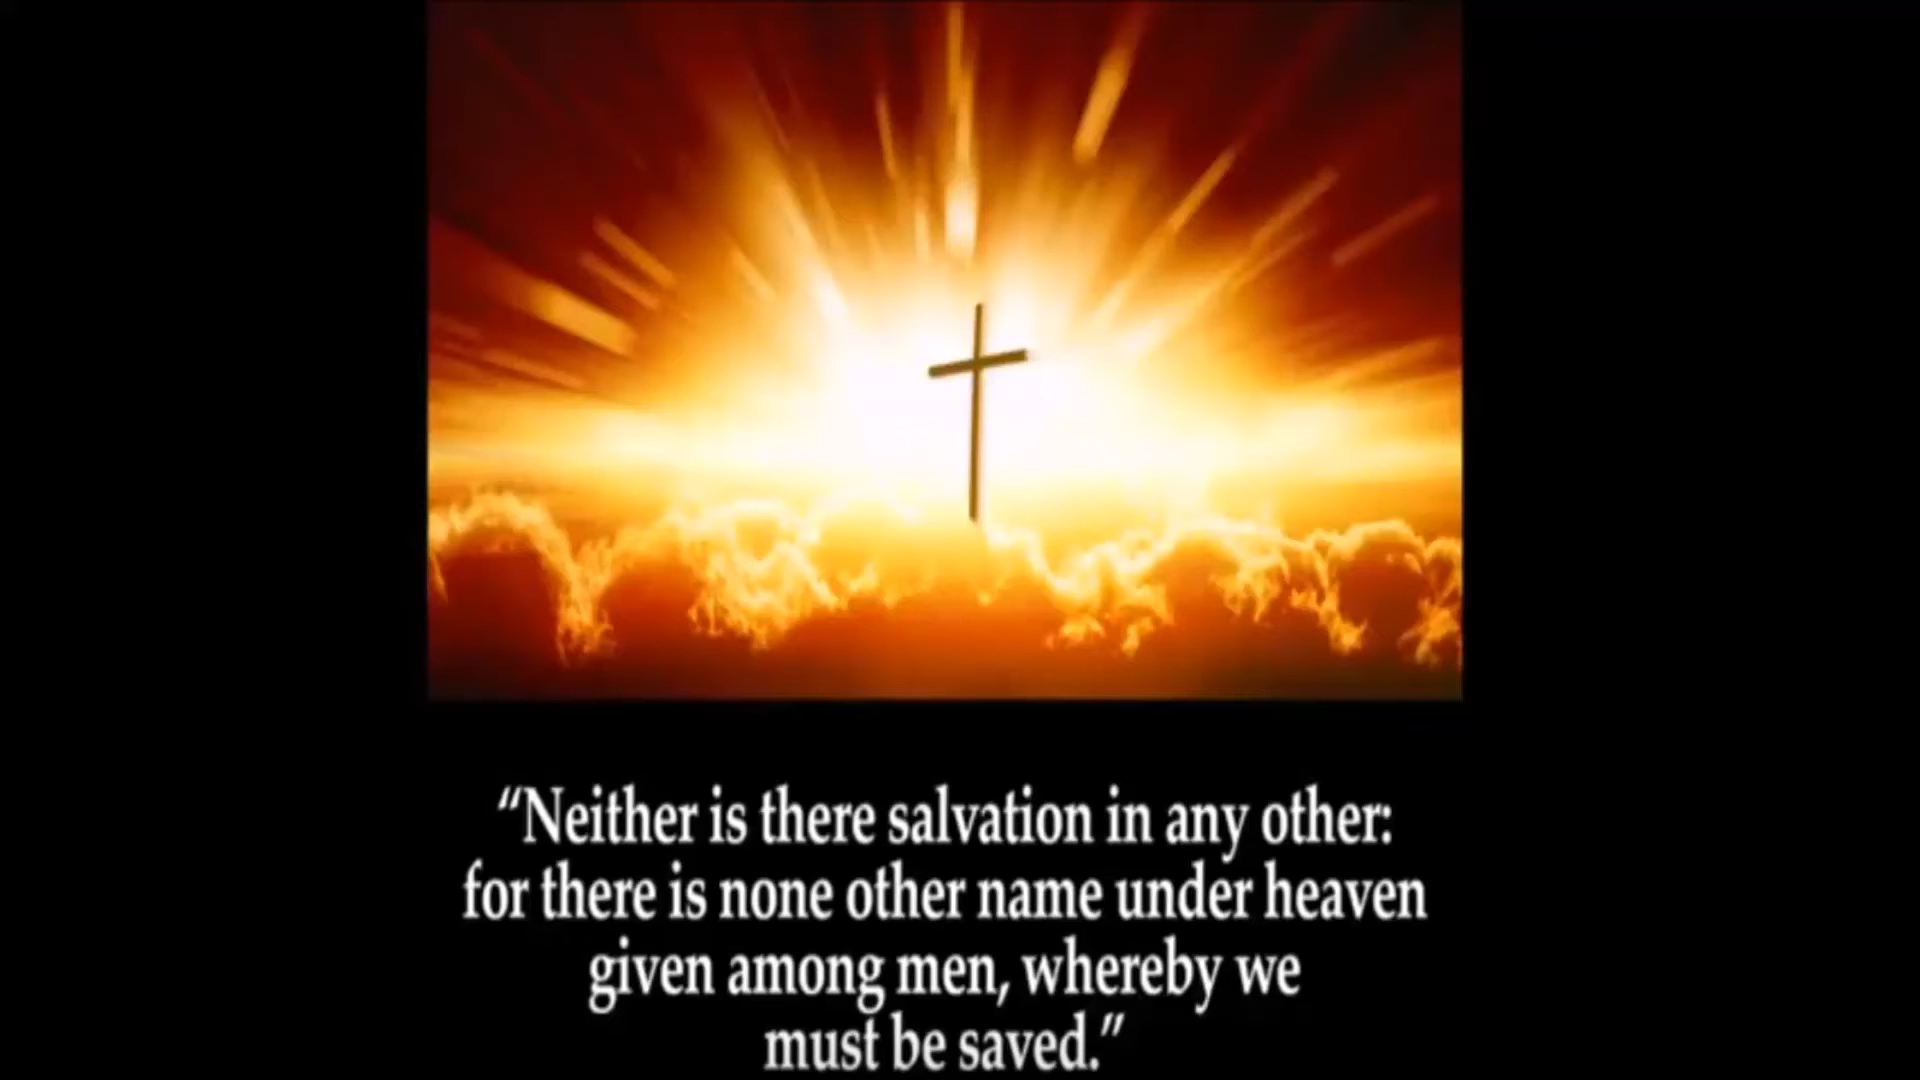 “Neither is there salvation in any other:
for there is none other name under heaven
given among men, whereby we
must be saved.”